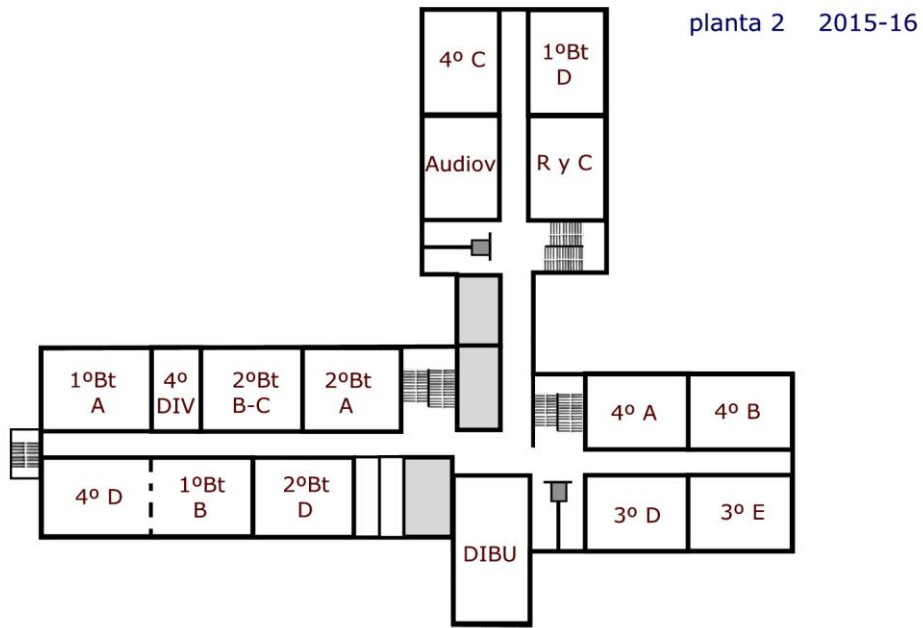 planta 2 2015-16
4º C
1ºBt
D
Audiov
R y C
1ºBt
A
4º
DIV
2ºBt
B-C
2ºBt
A
4º A
4º B
4º D
1ºBt
B
2ºBt
D
DIBU
3º D
3º E